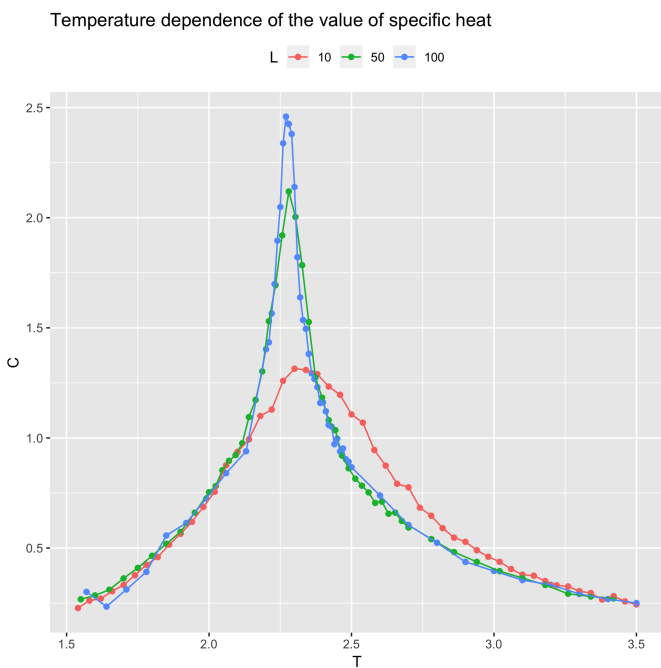 Temperature dependence of the value of specific heat
L 10 50 100
2.5
2.0
1.5
1.0
0.5
C
1.5 2.0 2.5 3.0 3.5
T